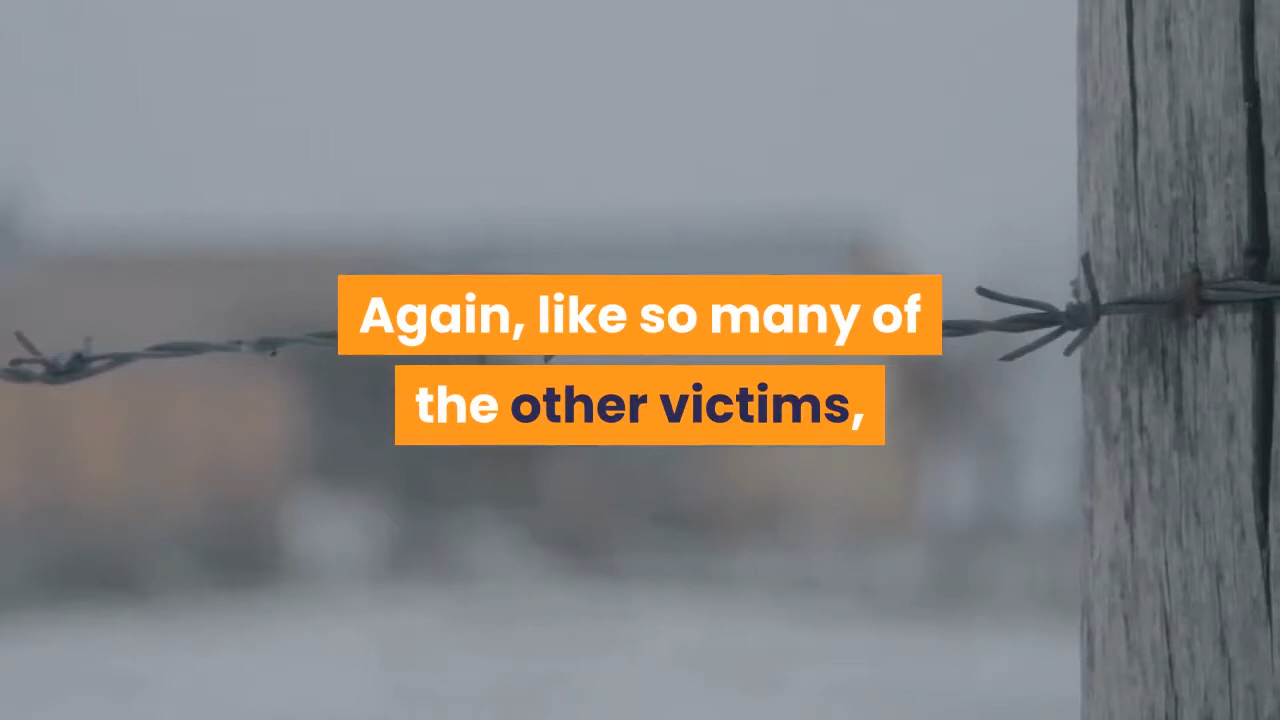 Again, like so many of
the other victims,